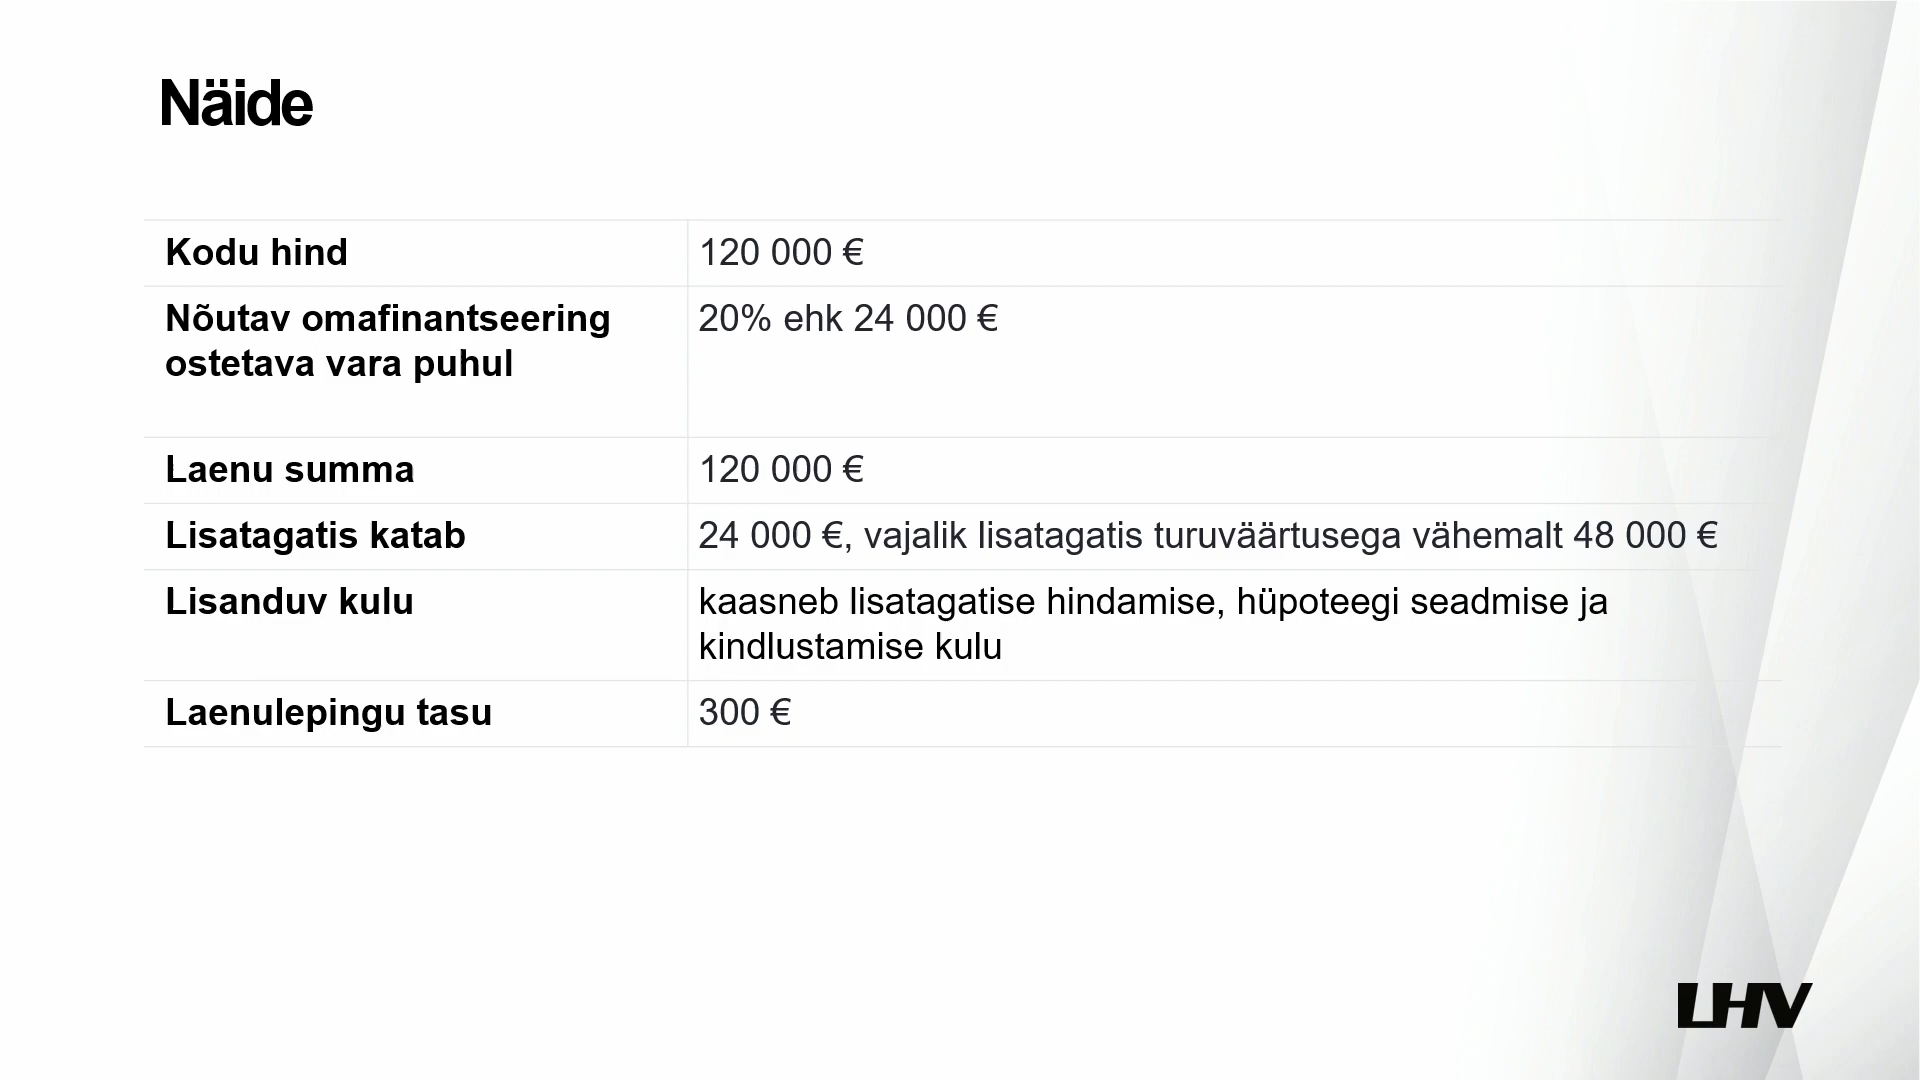 Näide
Kodu hind
120 000 €
Nõutav omafinantseering
ostetava vara puhul
20% ehk 24 000 €
Laenu summa
120 000 €
Lisatagatis katab
24 000 €, vajalik lisatagatis turuväärtusega vähemalt 48 000 €
Lisanduv kulu
kaasneb lisatagatise hindamise, hüpoteegi seadmise ja
kindlustamise kulu
Laenulepingu tasu
300 €
LHV